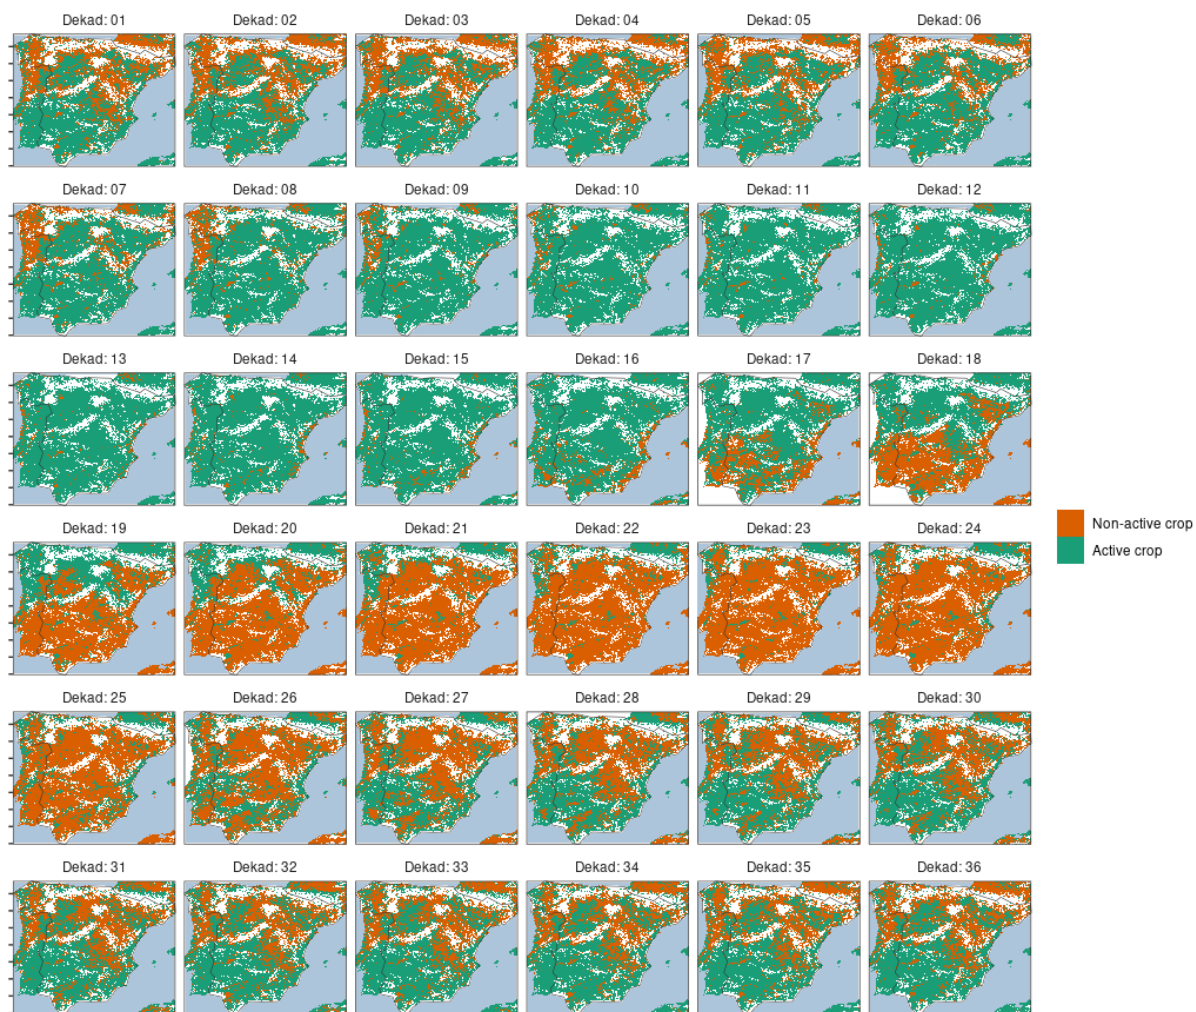 Dekad: 01
Dekad: 02
Dekad: 03
Dekad: 04
Dekad: 05
Dekad: 06
Dekad: 07
Dekad: 08
Dekad: 09
Dekad: 10
Dekad: 11
Dekad: 12
Dekad: 13
Dekad: 14
Dekad: 15
Dekad: 16
Dekad: 17
Dekad: 18
Non-active crop
Active crop
Dekad: 19
Dekad: 20
Dekad: 21
Dekad: 22
Dekad: 23
Dekad: 24
Dekad: 25
Dekad: 26
Dekad: 27
Dekad: 28
Dekad: 29
Dekad: 30
Dekad: 31
Dekad: 32
Dekad: 33
Dekad: 34
Dekad: 35
Dekad: 36